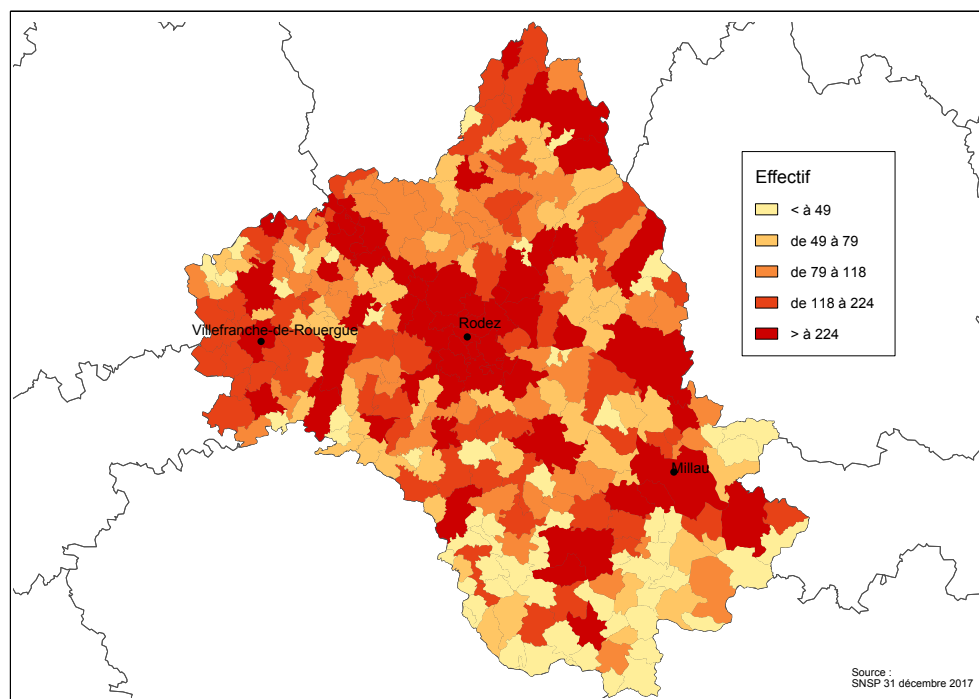 Effectif
< à 49
de 49 à 79
de 79 à 118
de 118 à 224
> à 224
Villefranche-de-Rouergue
Rodez
Millau
Source :
SNSP 31 décembre 2017